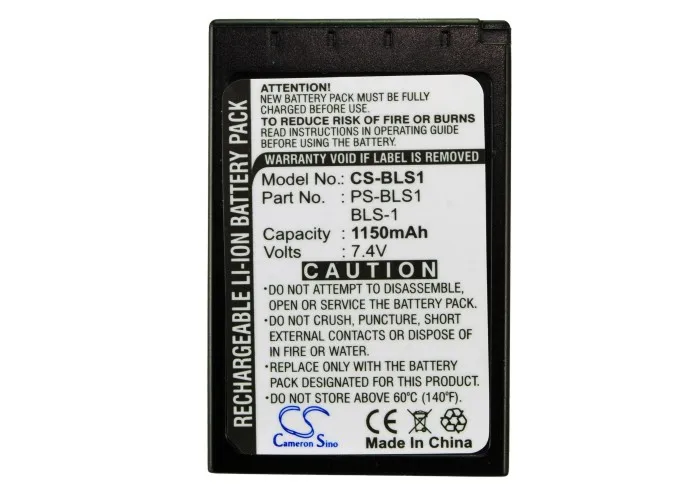 RECHARGEABLE LI-ION BATTERY PACK
ATTENTION!
NEW BATTERY PACK MUST BE FULLY
CHARGED BEFORE USE.
TO REDUCE RISK OF FIRE OR BURNS
READ INSTRUCTIONS IN OPERATING GUIDE
BEFORE USING BATTERY PACK.
WARRANTY VOID IF LABEL IS REMOVED
Model No.: CS-BLS1
Part No. : PS-BLS1
BLS-1
Capacity : 1150mAh
Volts : 7.4V
CAUTION
•DO NOT ATTEMPT TO DISASSEMBLE,
OPEN OR SERVICE THE BATTERY PACK.
•DO NOT CRUSH, PUNCTURE, SHORT
EXTERNAL CONTACTS OR DISPOSE OF
IN FIRE OR WATER.
•USE ONLY COMPATIBLE WITH THE BATTERY
PACK DESIGNATED FOR THIS PRODUCT.
•DO NOT STORE ABOVE 60℃ (140℉)
CS
Cameron Sino
CE
Made In China